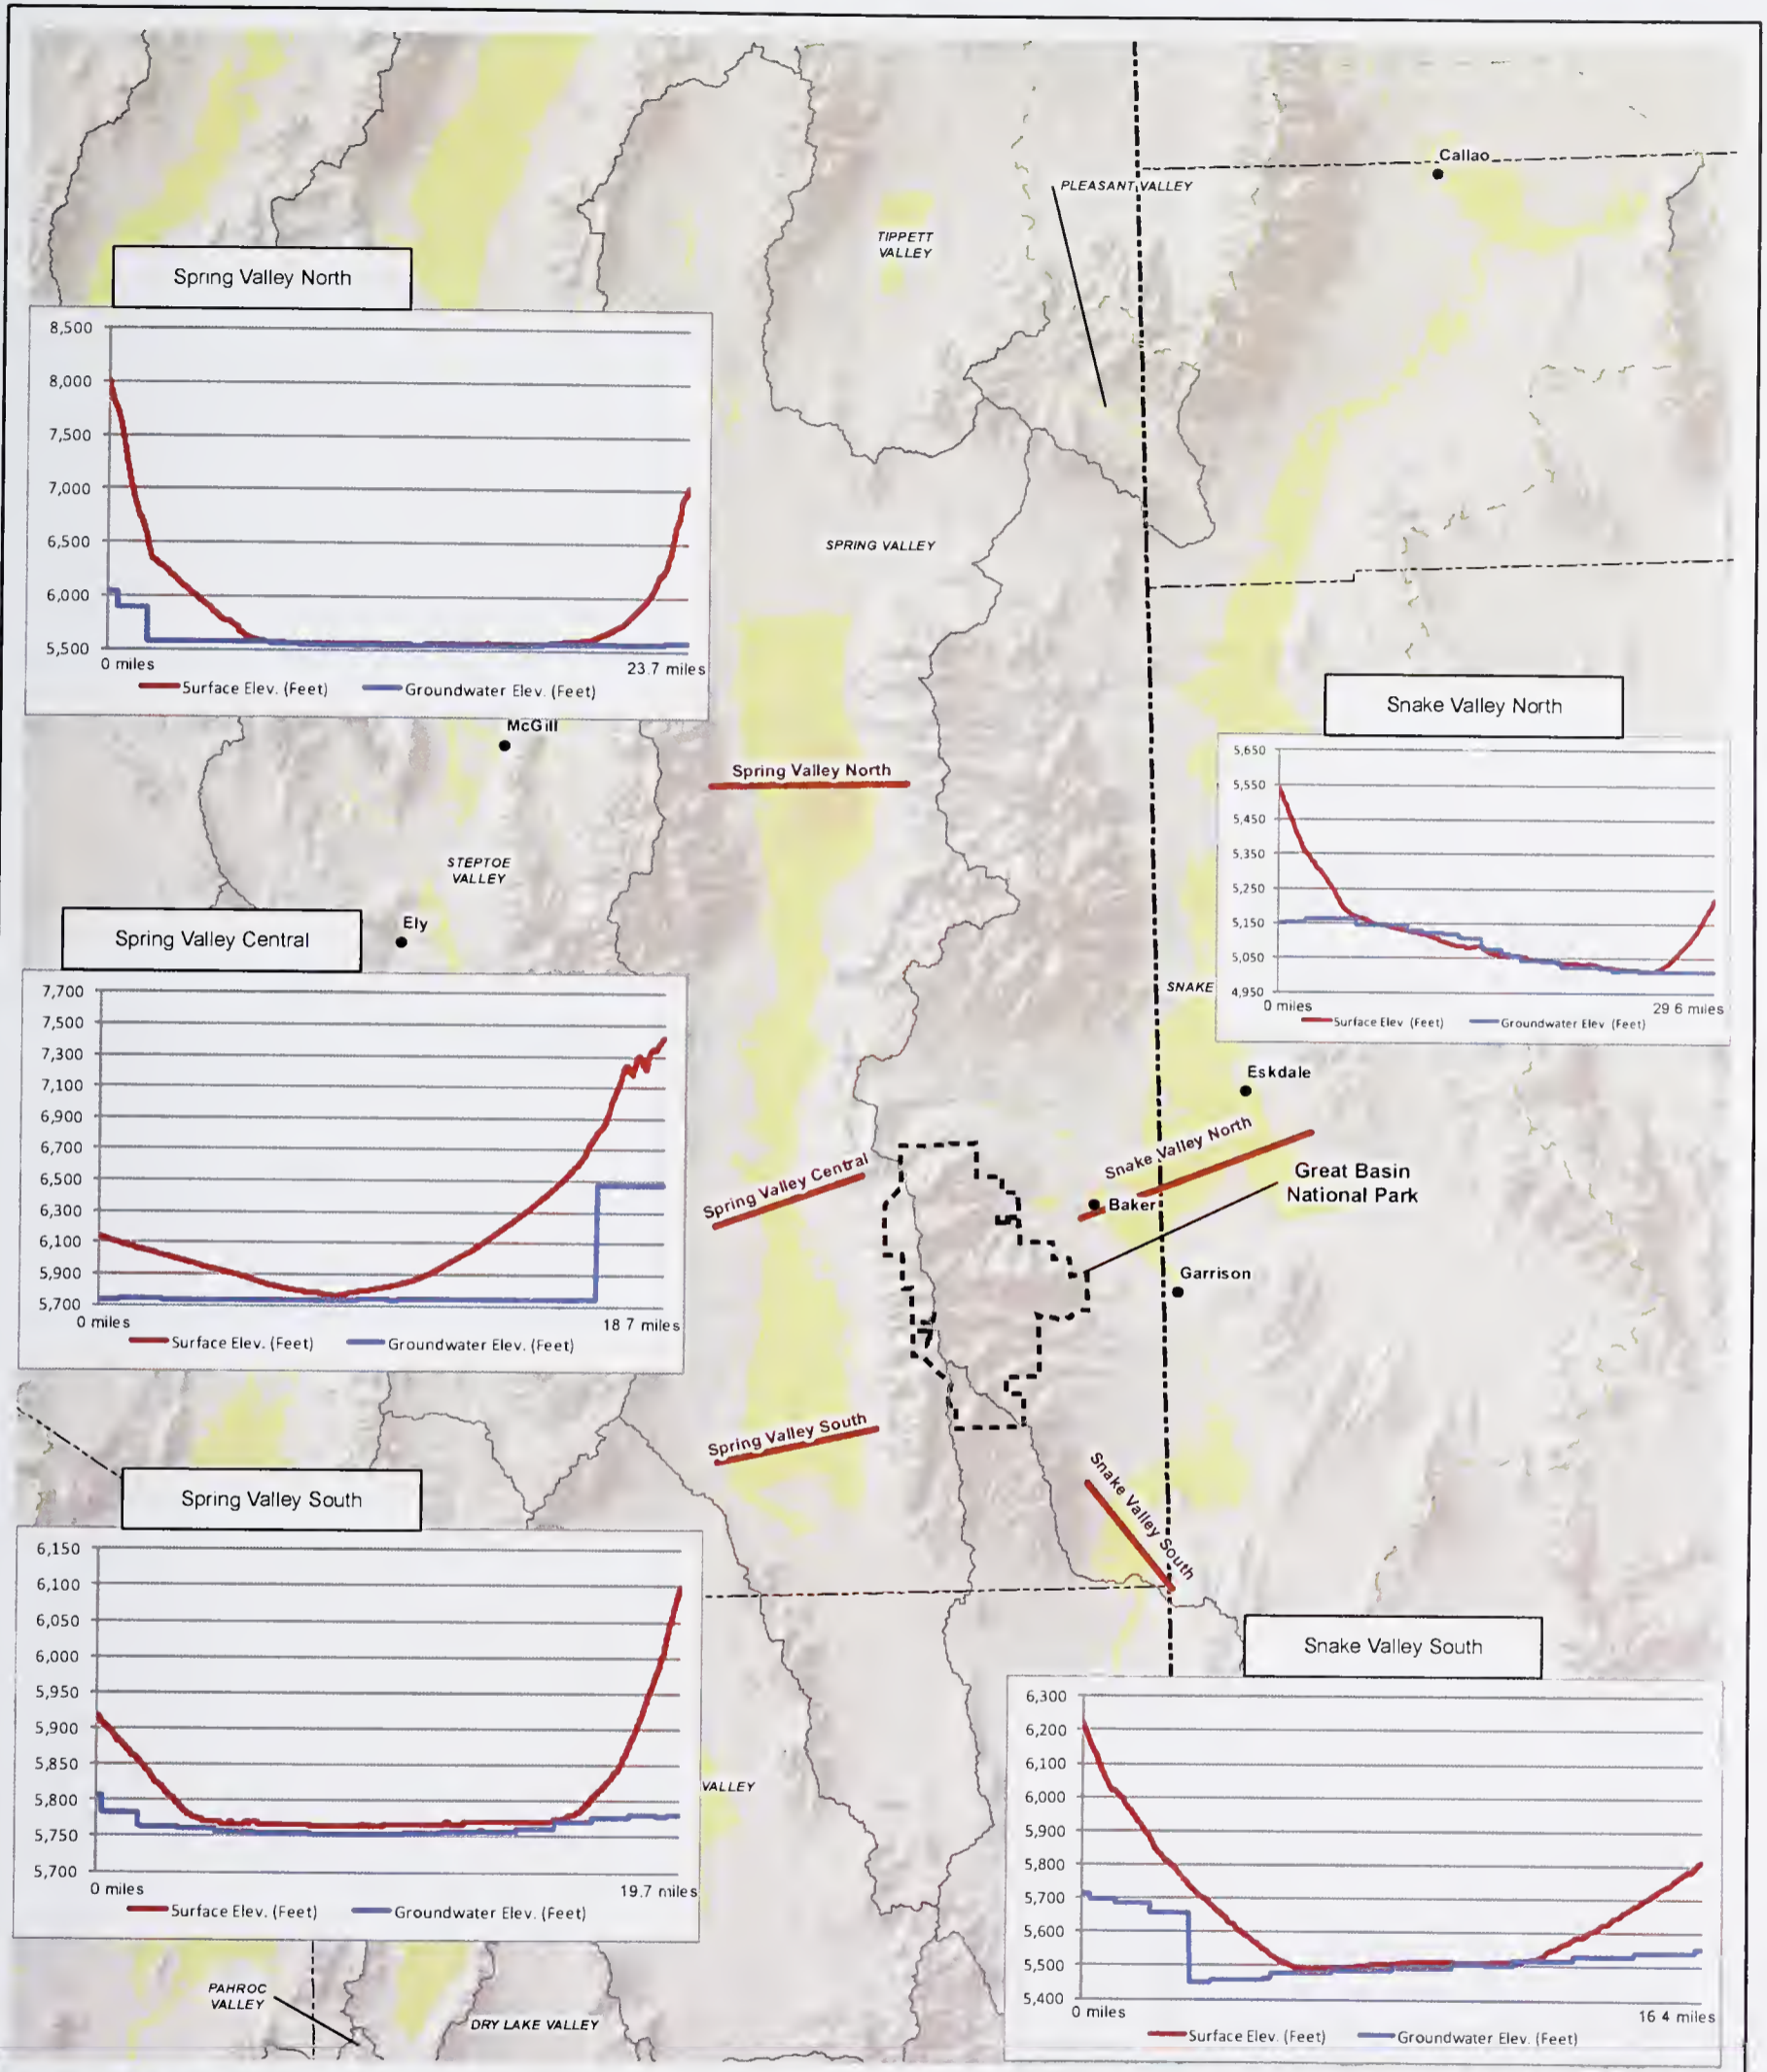 Callao
PLEASANT VALLEY
TIPPETT
VALLEY
Spring Valley North
8,500
8,000
7,500
7,000
6,500
6,000
5,500
0 miles
23.7 miles
Surface Elev. (Feet)
Groundwater Elev. (Feet)
SPRING VALLEY
McGill
Spring Valley North
Snake Valley North
5,650
5,550
5,450
5,350
5,250
5,150
5,050
4,950
0 miles
29 6 miles
Surface Elev (Feet)
Groundwater Elev (Feet)
STEPTOE
VALLEY
Ely
Spring Valley Central
7,700
7,500
7,300
7,100
6,900
6,700
6,500
6,300
6,100
5,900
5,700
0 miles
18 7 miles
Surface Elev. (Feet)
Groundwater Elev. (Feet)
SNAKE
Eskdale
Snake Valley North
Spring Valley Central
Great Basin
National Park
Baker
Garrison
Spring Valley South
Snake Valley South
Spring Valley South
6,150
6,100
6,050
6,000
5,950
5,900
5,850
5,800
5,750
5,700
0 miles
19.7 miles
Surface Elev. (Feet)
Groundwater Elev. (Feet)
VALLEY
Snake Valley South
6,300
6,200
6,100
6,000
5,900
5,800
5,700
5,600
5,500
5,400
0 miles
16 4 miles
Surface Elev. (Feet)
Groundwater Elev. (Feet)
PAHROC
VALLEY
DRY LAKE VALLEY